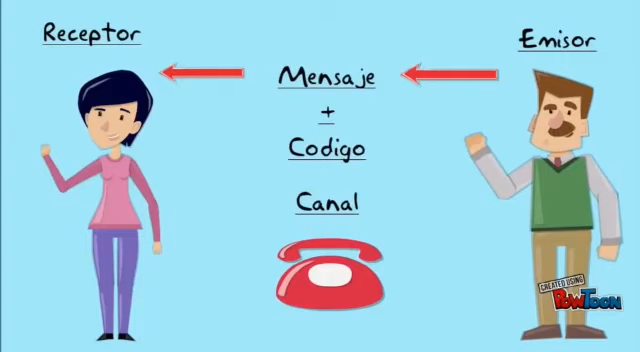 Receptor
Emisor
Mensaje
+
Codigo
Canal
CREATED USING
POWTOON